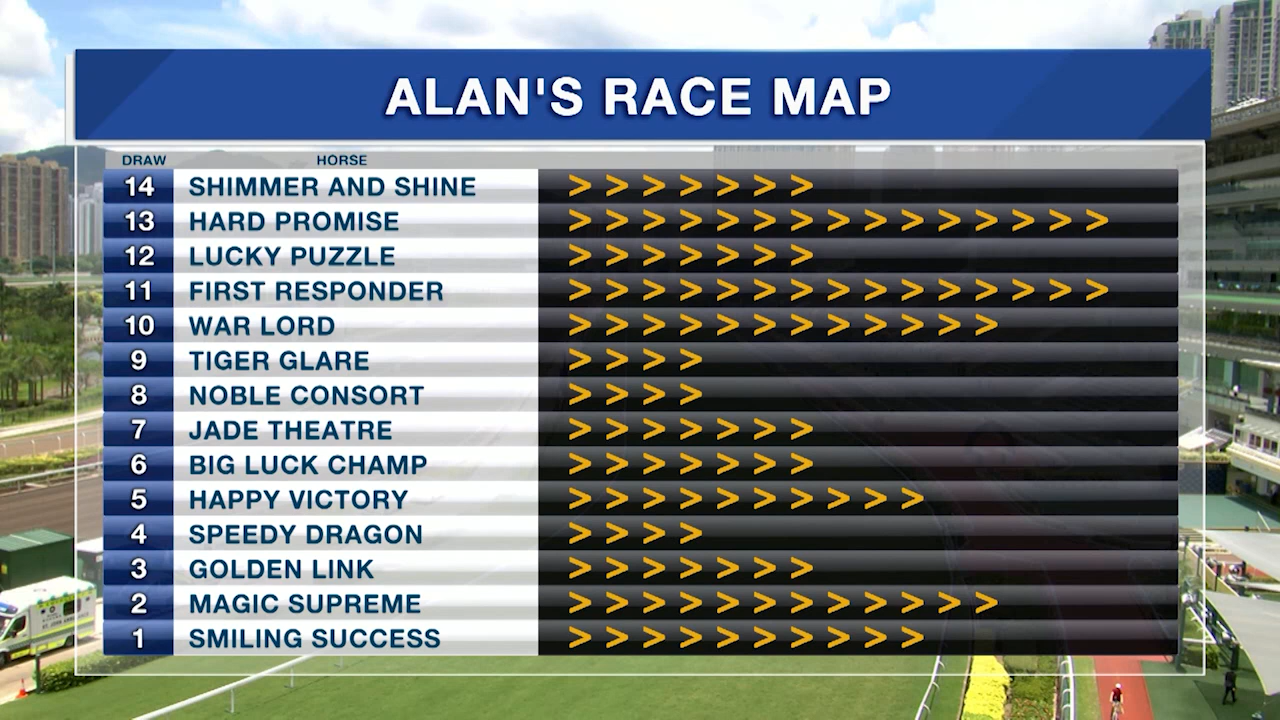 ALAN'S RACE MAP
DRAW HORSE
14 SHIMMER AND SHINE > > > > > > >
13 HARD PROMISE > > > > > > > > > > > > > > >
12 LUCKY PUZZLE > > > > > > >
11 FIRST RESPONDER > > > > > > > > > > > > > > >
10 WAR LORD > > > > > > > > > > > >
9 TIGER GLARE > > > >
8 NOBLE CONSORT > > > >
7 JADE THEATRE > > > > > > >
6 BIG LUCK CHAMP > > > > > > >
5 HAPPY VICTORY > > > > > > > > > >
4 SPEEDY DRAGON > > > >
3 GOLDEN LINK > > > > > > >
2 MAGIC SUPREME > > > > > > > > > > > >
1 SMILING SUCCESS > > > > > > > > > >